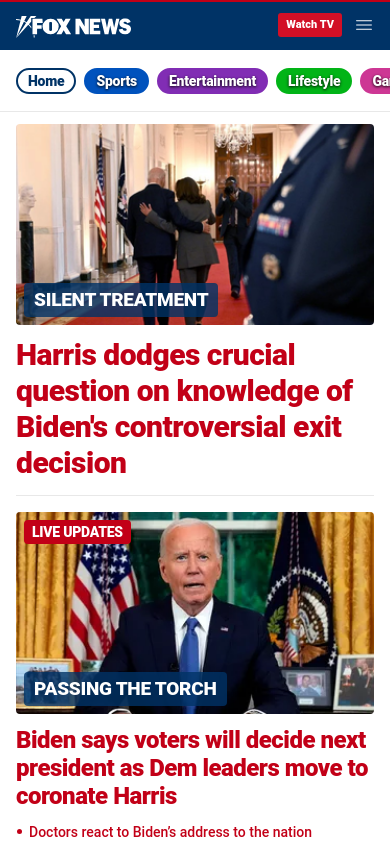 FOX NEWS
Watch TV
Home Sports Entertainment Lifestyle Ga
SILENT TREATMENT
Harris dodges crucial
question on knowledge of
Biden's controversial exit
decision
LIVE UPDATES
PASSING THE TORCH
Biden says voters will decide next
president as Dem leaders move to
coronate Harris
• Doctors react to Biden’s address to the nation